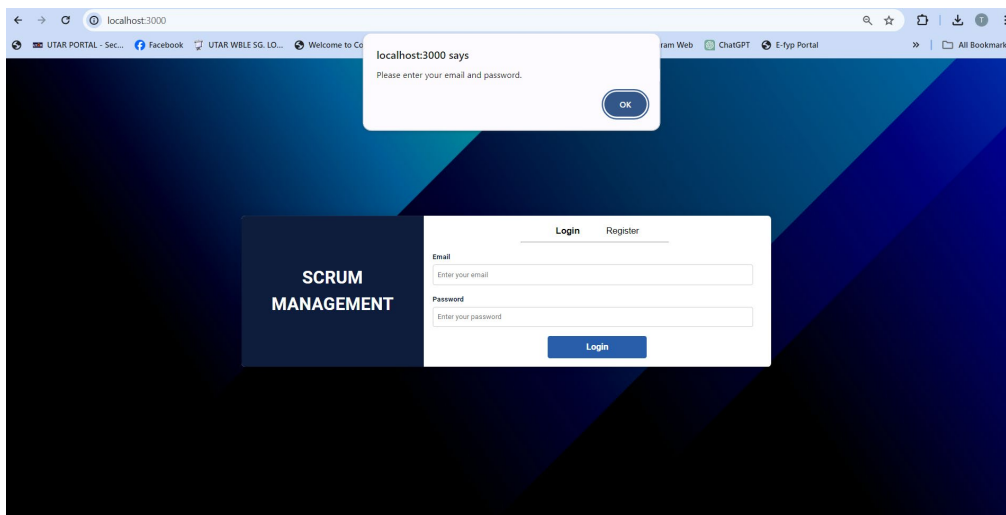 localhost:3000
UTAR PORTAL - Sec... Facebook UTAR WBLE SG. LO... Welcome to Co ram Web ChatGPT E-fyp Portal » All Bookmark
localhost:3000 says
Please enter your email and password.
OK
SCRUM
MANAGEMENT
Login Register
Email
Enter your email
Password
Enter your password
Login